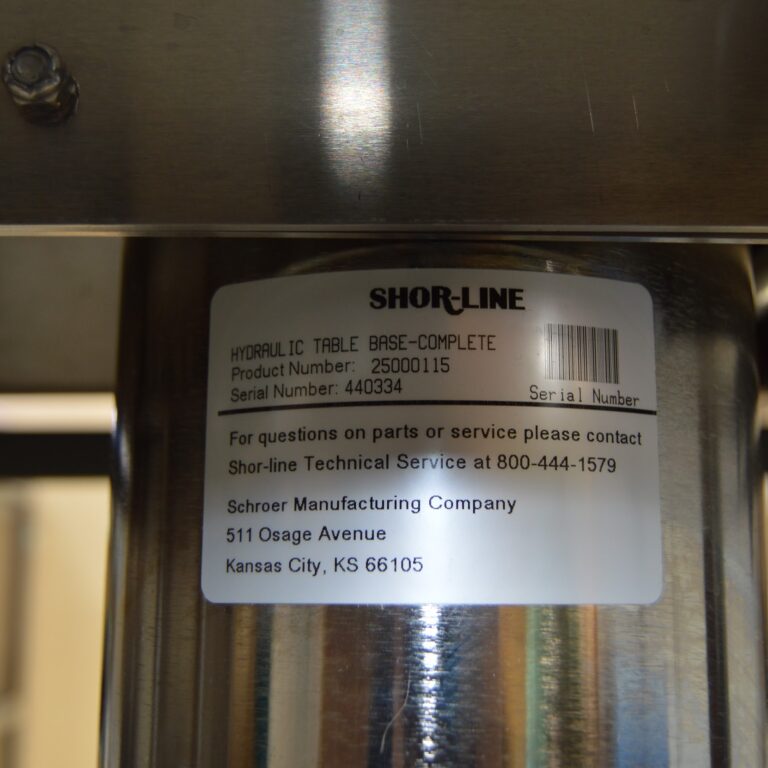 SHOR-LINE
HYDRAULIC TABLE BASE-COMPLETE
Product Number: 25000115
Serial Number: 440334
Serial Number
For questions on parts or service please contact
Shor-line Technical Service at 800-444-1579
Schroer Manufacturing Company
511 Osage Avenue
Kansas City, KS 66105